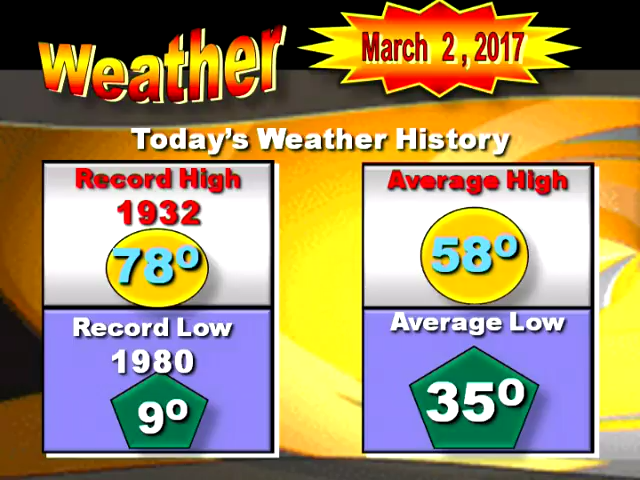 Weather
March 2, 2017
Today's Weather History
Record High
1932
78º
Record Low
1980
9º
Average High
58º
Average Low
35º